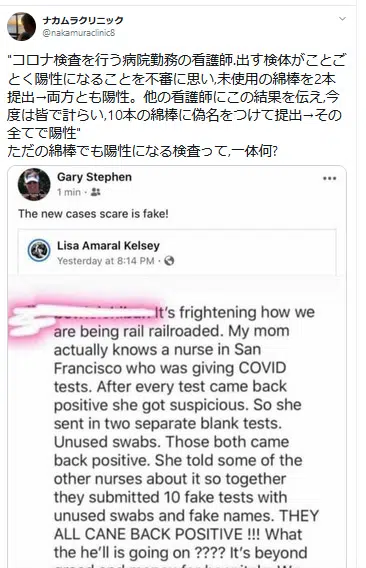 ナカムラクリニック
@nakamuraclinic8
"コロナ検査を行う病院勤務の看護師.出す検体がことご
とく陽性になることを不審に思い,未使用の綿棒を2本
提出→両方とも陽性。他の看護師にこの結果を伝え,今
度は皆で計らい,10本の綿棒に偽名をつけて提出→その
全てで陽性"
ただの綿棒でも陽性になる検査って,一体何?
Gary Stephen
1 min ·
The new cases scare is fake!
Lisa Amaral Kelsey
Yesterday at 8:14 PM ·
It's frightening how we
are being rail railroaded. My mom
actually knows a nurse in San
Francisco who was giving COVID
tests. After every test came back
positive she got suspicious. So she
sent in two separate blank tests.
Unused swabs. Those both came
back positive. She told some of the
other nurses about it so together
they submitted 10 fake tests with
unused swabs and fake names. THEY
ALL CANE BACK POSITIVE !!! What
the he'll is going on ???? It's beyond